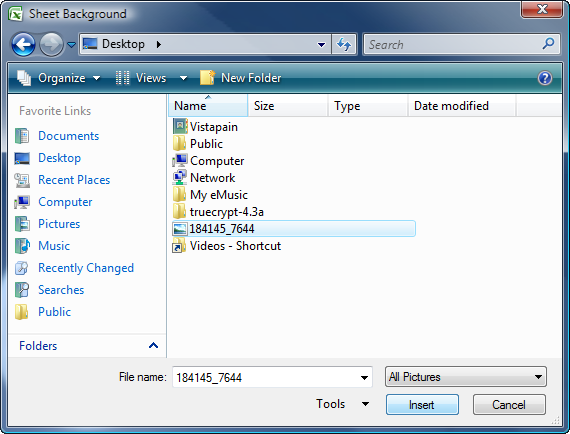 Sheet Background
Desktop
Search
Organize Views New Folder
Favorite Links
Documents
Desktop
Recent Places
Computer
Pictures
Music
Recently Changed
Searches
Public
Folders
Name Size Type Date modified
Vistapain
Public
Computer
Network
My eMusic
truecrypt-4.3a
184145_7644
Videos - Shortcut
File name: 184145_7644 All Pictures
Tools Insert Cancel